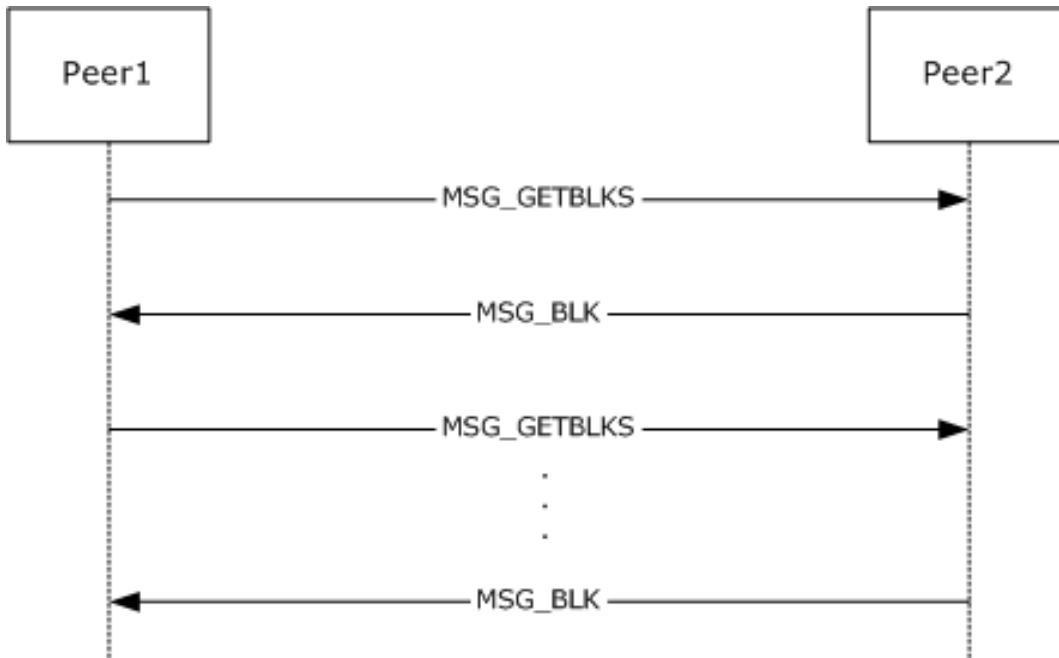 Peer1
Peer2
MSG_GETBLKS
MSG_BLK
MSG_GETBLKS
.
.
.
MSG_BLK